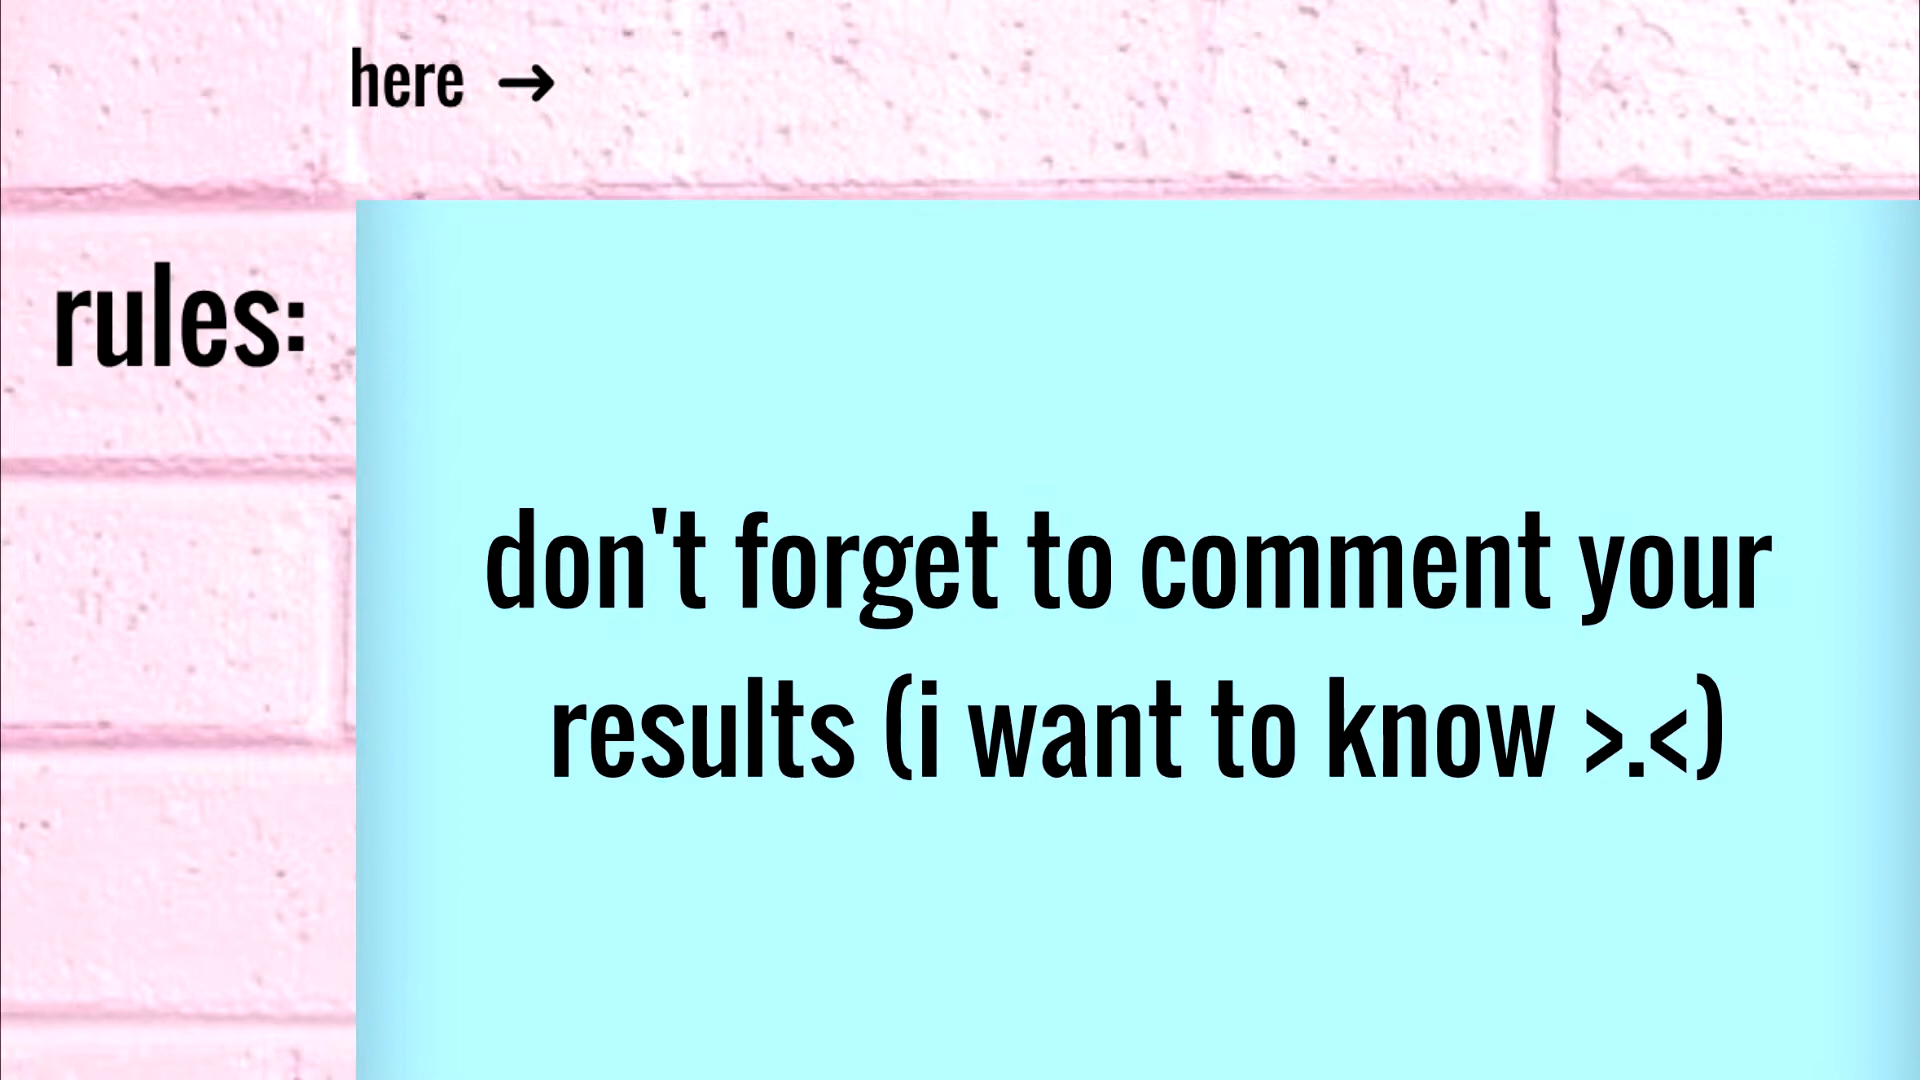 here →
rules:
don't forget to comment your
results (i want to know >.<)